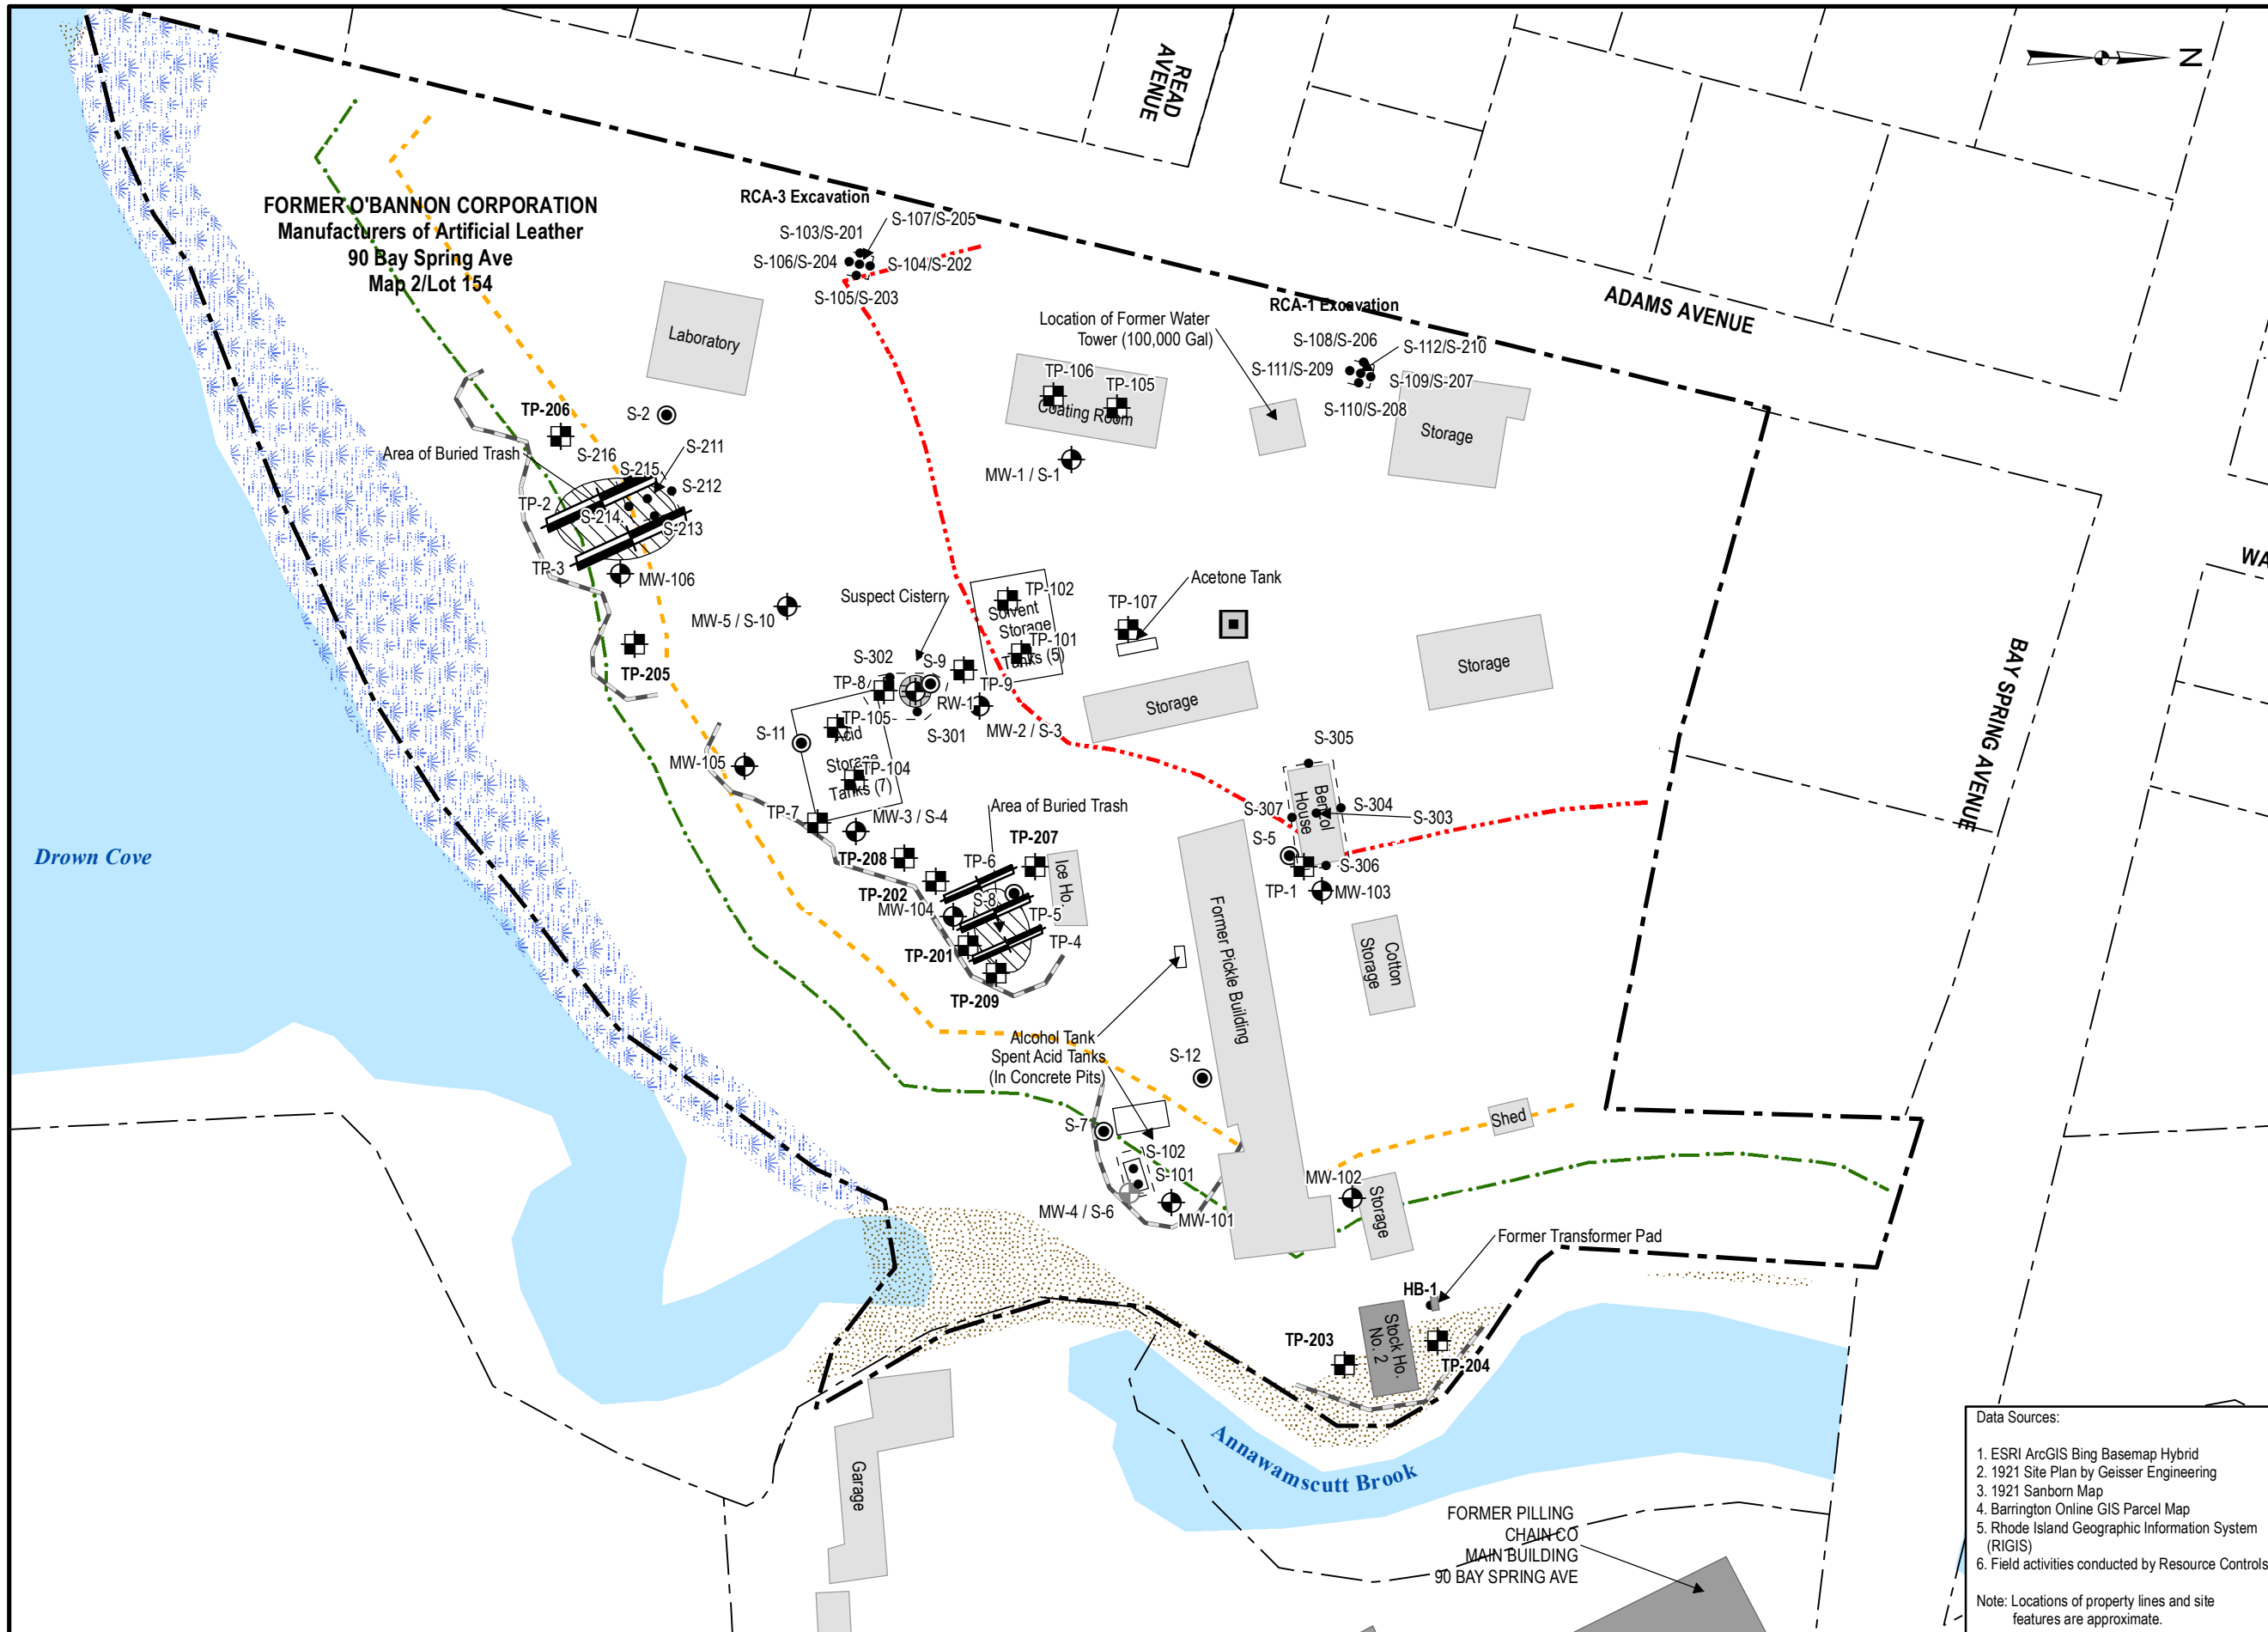 READ
AVENUE
N
FORMER O'BANNON CORPORATION
Manufacturers of Artificial Leather
90 Bay Spring Ave
Map 2/Lot 154
RCA-3 Excavation
S-107/S-205
S-103/S-201
S-106/S-204
S-104/S-202
S-105/S-203
Laboratory
RCA-1 Excavation
ADAMS AVENUE
Location of Former Water
Tower (100,000 Gal)
S-108/S-206
S-112/S-210
S-111/S-209
S-109/S-207
S-110/S-208
TP-106
TP-105
Coating Room
Storage
MW-1 / S-1
TP-206
S-2
S-216
S-211
Area of Buried Trash
S-215
S-212
TP-2
S-214
S-213
TP-3
MW-106
WA
Suspect Cistern
TP-102
Acetone Tank
Solvent
Storage
Tanks (5)
TP-107
TP-101
MW-5 / S-10
BAY SPRING AVENUE
TP-205
S-302
S-9
TP-8
TP-9
RW-1
Storage
Storage
TP-105
S-11
Acid
Storage
Tanks (7)
S-301
MW-2 / S-3
MW-105
TP-104
S-305
TP-7
MW-3 / S-4
Area of Buried Trash
S-307
Benzol
House
S-304
S-303
Drown Cove
TP-208
TP-6
TP-207
Ice Ho.
S-5
S-306
TP-202
TP-1
MW-103
MW-104
S-8
TP-5
TP-4
TP-201
Former Pickle Building
Cotton
Storage
TP-209
Alcohol Tank
Spent Acid Tanks
(In Concrete Pits)
S-12
S-7
Shed
S-102
S-101
MW-102
MW-4 / S-6
MW-101
Storage
Former Transformer Pad
HB-1
TP-203
Stock Ho.
No. 2
TP-204
Annawamscutt Brook
Garage
FORMER PILLING
CHAIN CO
MAIN BUILDING
90 BAY SPRING AVE
Data Sources:
1. ESRI ArcGIS Bing Basemap Hybrid
2. 1921 Site Plan by Geisser Engineering
3. 1921 Sanborn Map
4. Barrington Online GIS Parcel Map
5. Rhode Island Geographic Information System
(RIGIS)
6. Field activities conducted by Resource Controls
Note: Locations of property lines and site
features are approximate.